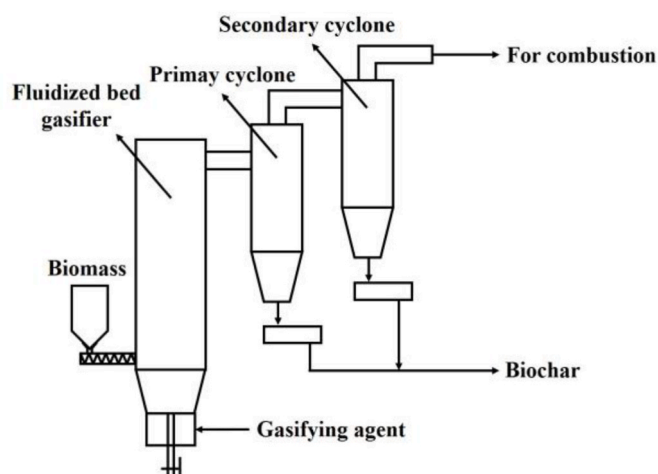 Secondary cyclone
For combustion
Primay cyclone
Fluidized bed
gasifier
Biomass
Biochar
Gasifying agent